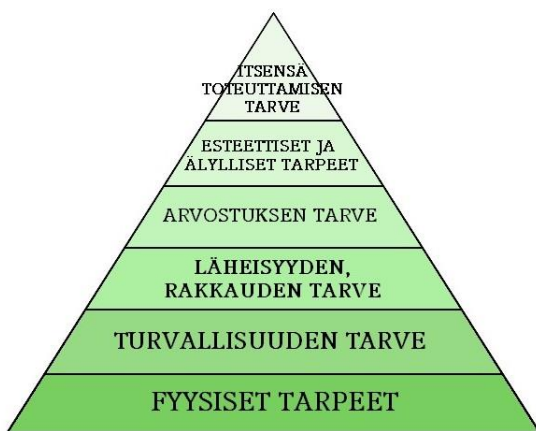 ITSENSÄ
TOTEUTTAMISEN
TARVE
ESTEETTISET JA
ÄLYLLISET TARPEET
ARVOSTUKSEN TARVE
LÄHEISYYDEN,
RAKKAUDEN TARVE
TURVALLISUUDEN TARVE
FYYSISET TARPEET